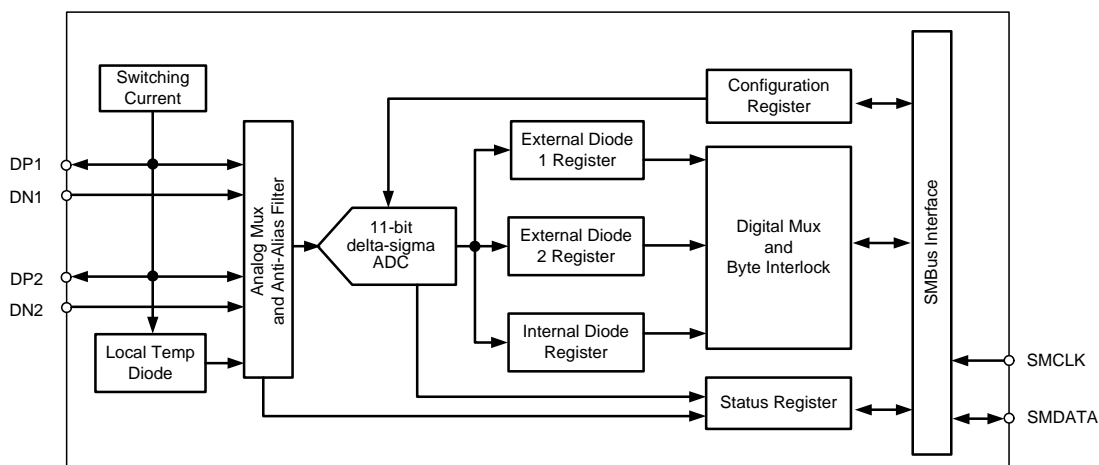 Switching
Current
DP1
DN1
DP2
DN2
Local Temp
Diode
Analog Mux
and Anti-Alias Filter
11-bit
delta-sigma
ADC
External Diode
1 Register
External Diode
2 Register
Internal Diode
Register
Configuration
Register
Digital Mux
and
Byte Interlock
Status Register
SMBus Interface
SMCLK
SMDATA